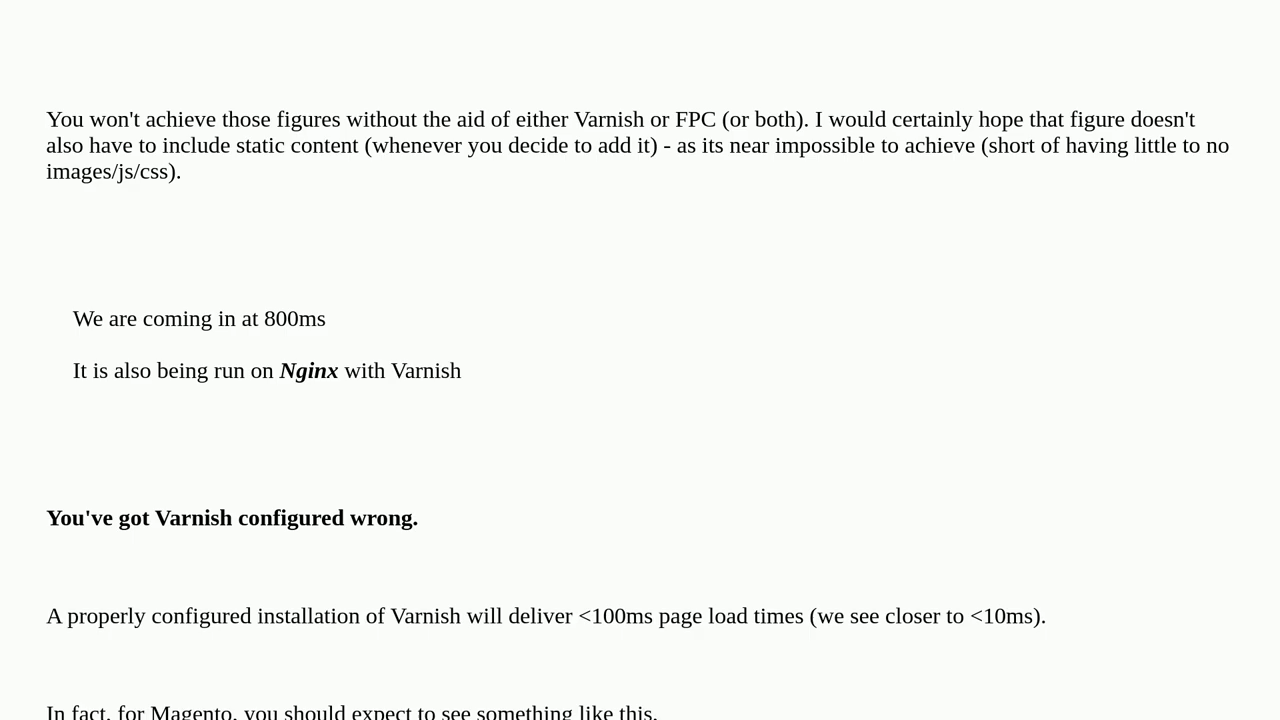 You won't achieve those figures without the aid of either Varnish or FPC (or both). I would certainly hope that figure doesn't
also have to include static content (whenever you decide to add it) - as its near impossible to achieve (short of having little to no
images/js/css).
We are coming in at 800ms
It is also being run on Nginx with Varnish
You've got Varnish configured wrong.
A properly configured installation of Varnish will deliver <100ms page load times (we see closer to <10ms).
In fact, for Magento, you should expect to see something like this.